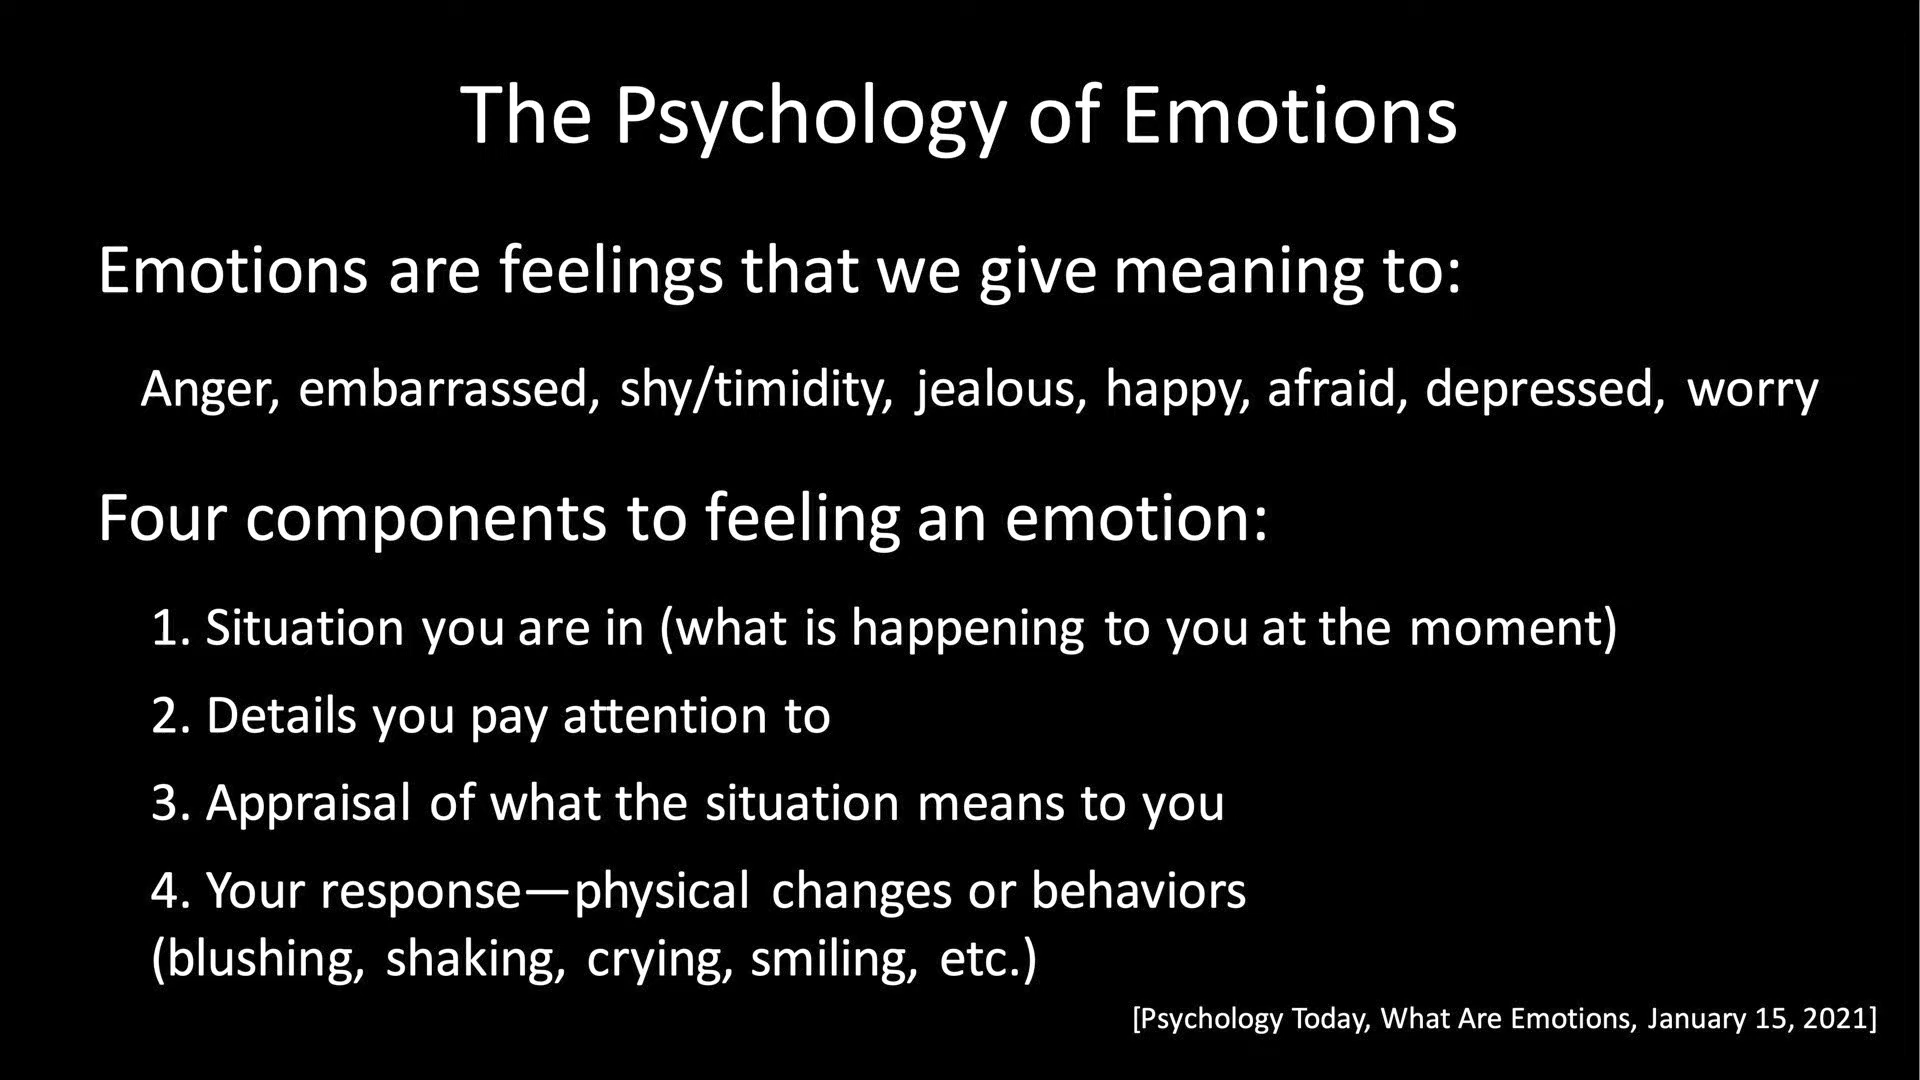 The Psychology of Emotions
Emotions are feelings that we give meaning to:
Anger, embarrassed, shy/timidity, jealous, happy, afraid, depressed, worry
Four components to feeling an emotion:
1. Situation you are in (what is happening to you at the moment)
2. Details you pay attention to
3. Appraisal of what the situation means to you
4. Your response—physical changes or behaviors
(blushing, shaking, crying, smiling, etc.)
[Psychology Today, What Are Emotions, January 15, 2021]